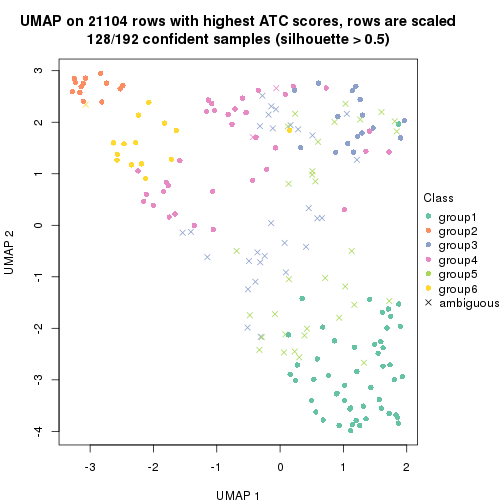 UMAP on 21104 rows with highest ATC scores, rows are scaled
128/192 confident samples (silhouette > 0.5)
3
2
1
0
-1
-2
-3
-4
UMAP 2
-3
-2
-1
0
1
2
UMAP 1
Class
group1
group2
group3
group4
group5
group6
ambiguous